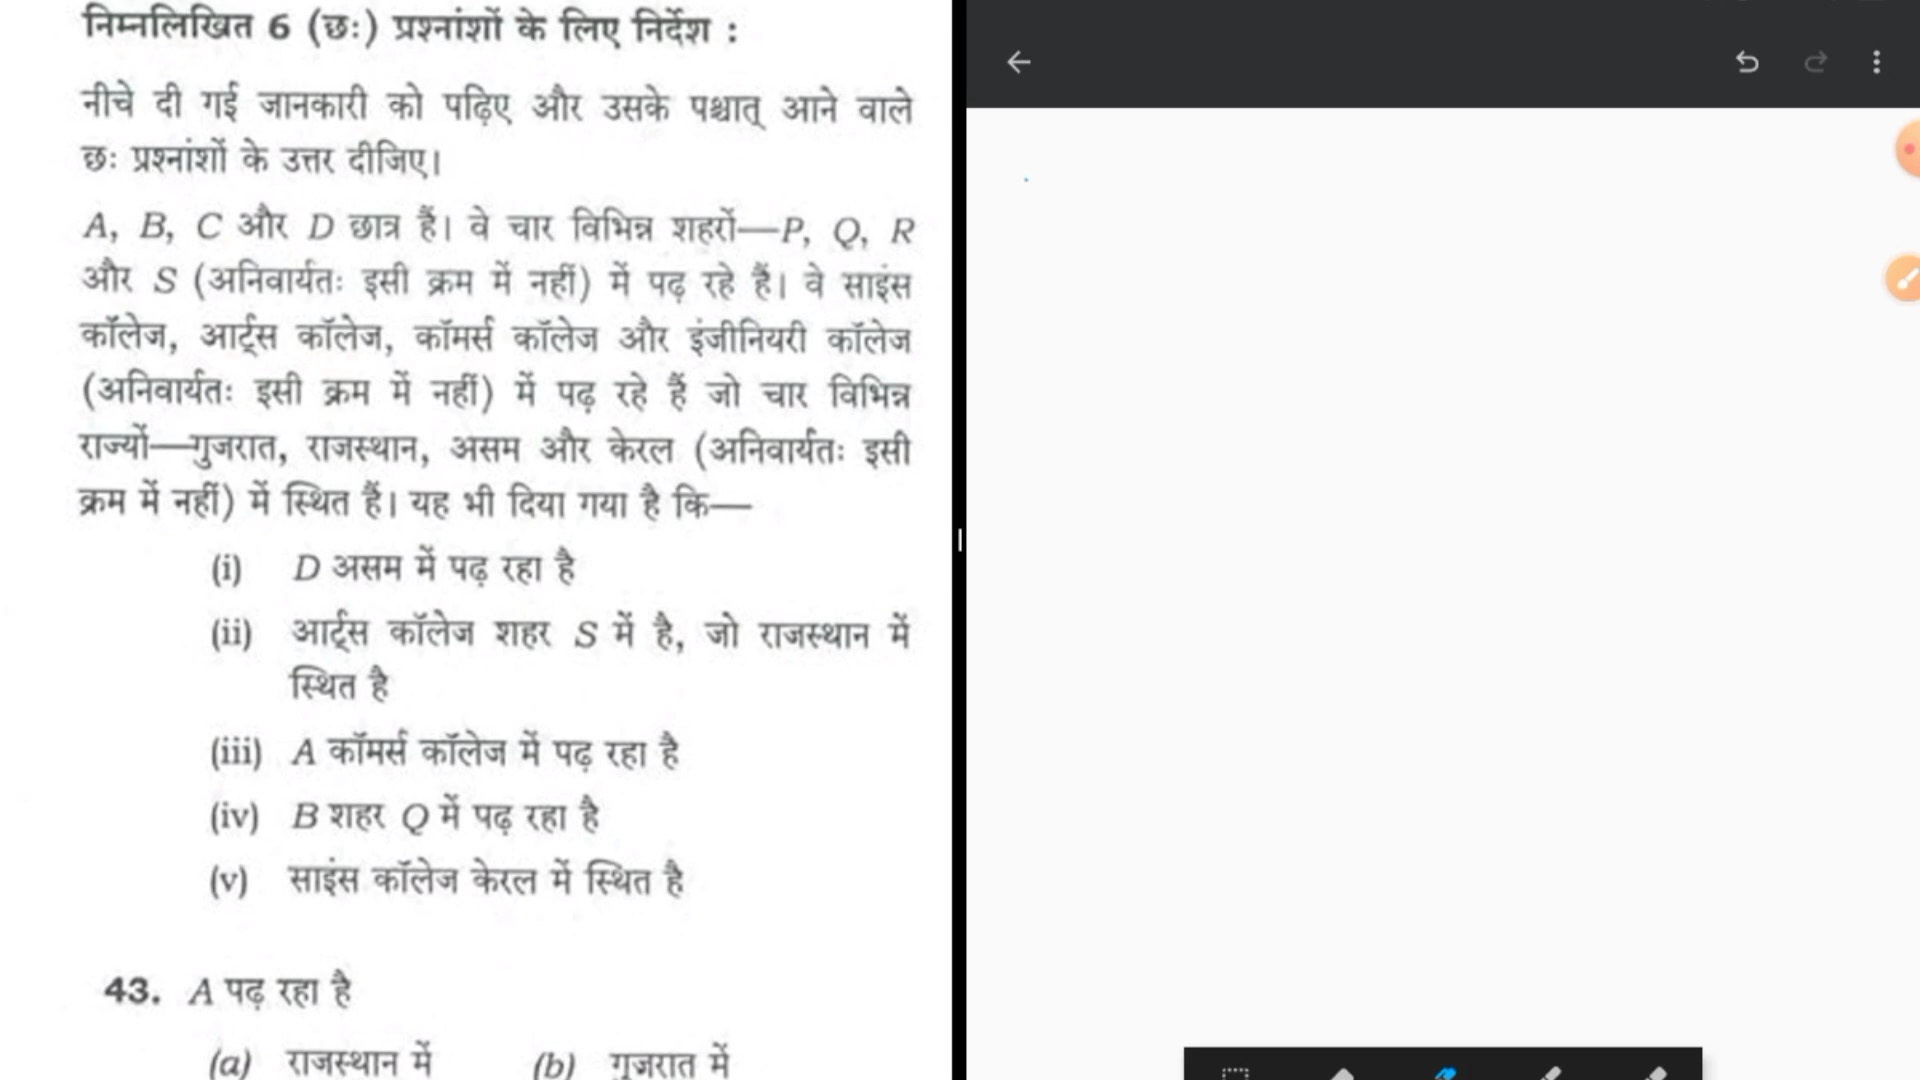 निम्नलिखित 6 (छः) प्रश्नांशों के लिए निर्देश :
नीचे दी गई जानकारी को पढ़िए और उसके पश्चात् आने वाले
छः प्रश्नांशों के उत्तर दीजिए।
A, B, C और D छात्र हैं। वे चार विभिन्न शहरों—P, Q, R
और S (अनिवार्यतः इसी क्रम में नहीं) में पढ़ रहे हैं। वे साइंस
कॉलेज, आर्ट्स कॉलेज, कॉमर्स कॉलेज और इंजीनियरी कॉलेज
(अनिवार्यतः इसी क्रम में नहीं) में पढ़ रहे हैं जो चार विभिन्न
राज्यों—गुजरात, राजस्थान, असम और केरल (अनिवार्यतः इसी
क्रम में नहीं) में स्थित हैं। यह भी दिया गया है कि—
(i) D असम में पढ़ रहा है
(ii) आर्ट्स कॉलेज शहर S में है, जो राजस्थान में
स्थित है
(iii) A कॉमर्स कॉलेज में पढ़ रहा है
(iv) B शहर Q में पढ़ रहा है
(v) साइंस कॉलेज केरल में स्थित है
43. A पढ़ रहा है
(a) राजस्थान में (b) गुजरात में